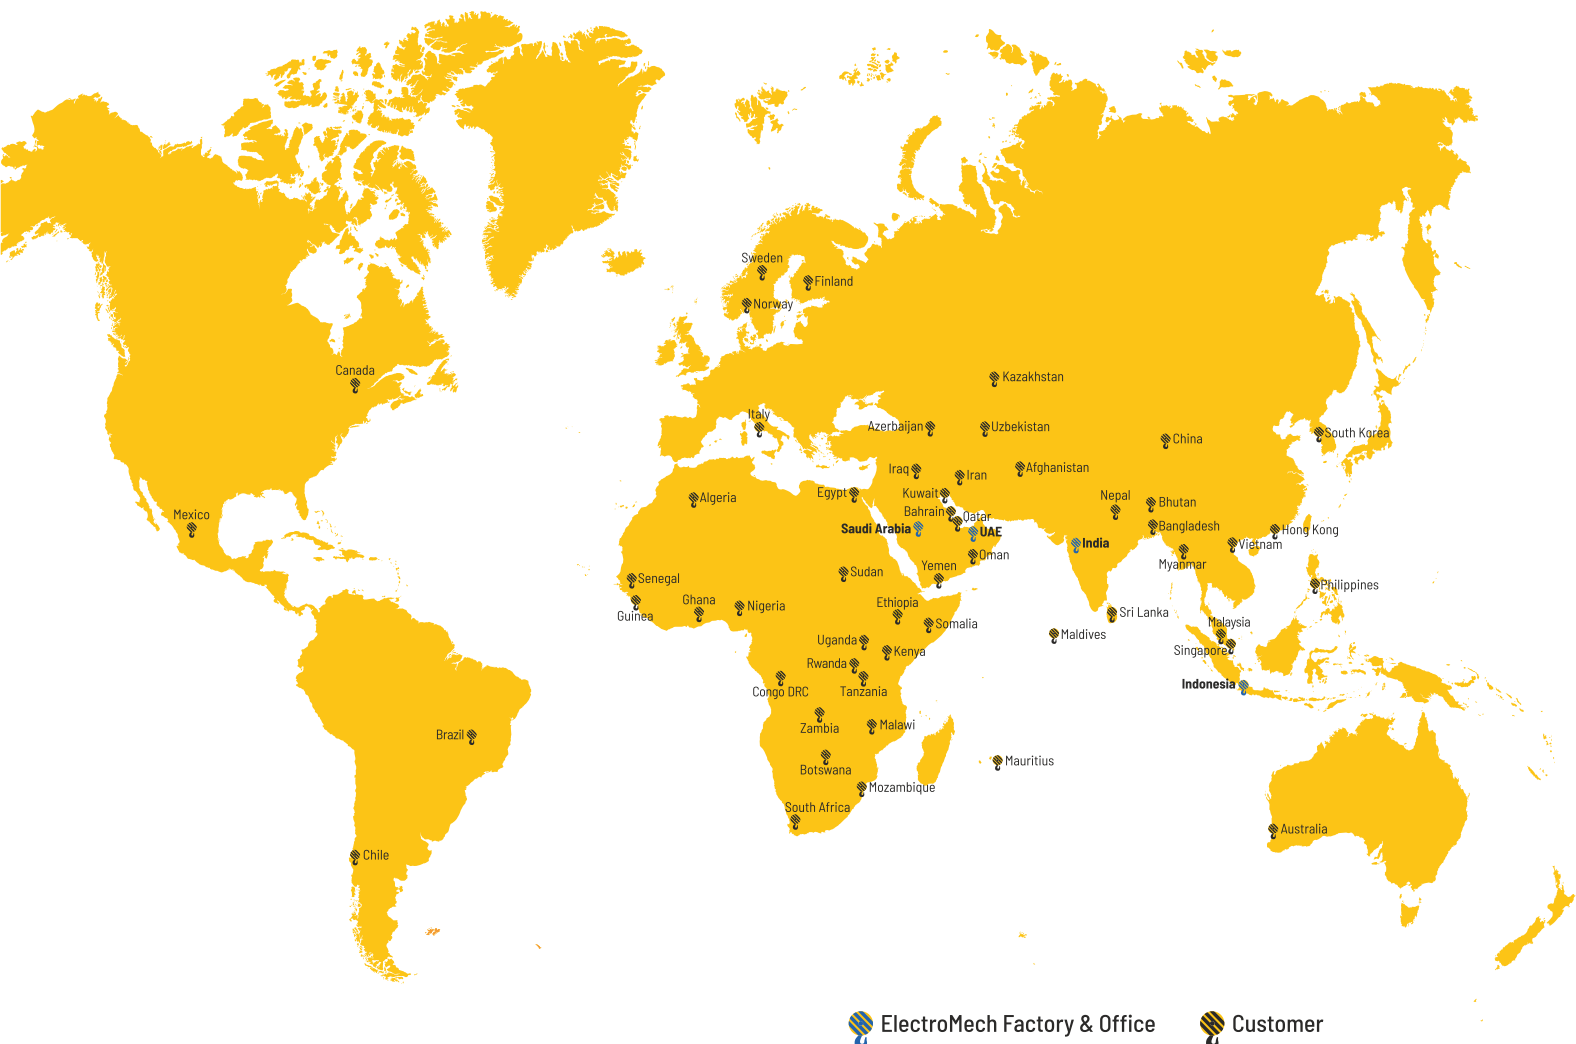 Sweden
Finland
Norway
Canada
Kazakhstan
Italy
Azerbaijan
Uzbekistan
China
South Korea
Iraq
Iran
Afghanistan
Algeria
Egypt
Kuwait
Nepal
Bhutan
Mexico
Bahrain
Qatar
Saudi Arabia
UAE
Bangladesh
Hong Kong
India
Vietnam
Oman
Myanmar
Yemen
Sudan
Senegal
Philippines
Ghana
Nigeria
Ethiopia
Guinea
Somalia
Sri Lanka
Malaysia
Maldives
Uganda
Kenya
Singapore
Rwanda
Indonesia
Congo DRC
Tanzania
Zambia
Malawi
Brazil
Mauritius
Botswana
Mozambique
South Africa
Australia
Chile
ElectroMech Factory & Office
Customer